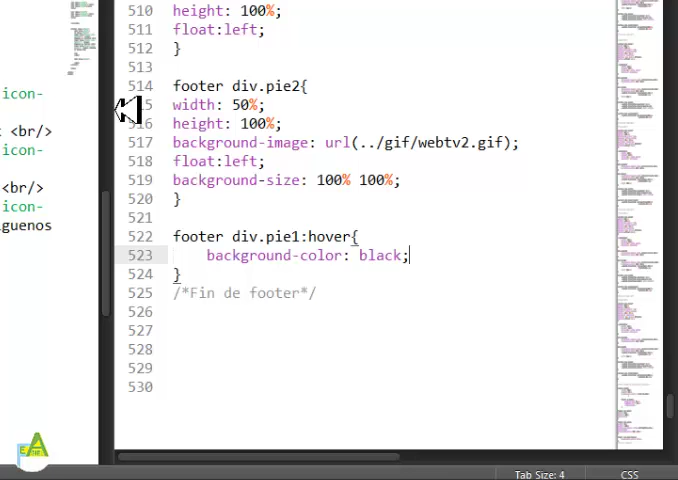 icon-
<br/>
icon-
<br/>
icon-
guenos
510 height: 100%;
511 float:left;
512 }
513
514 footer div.pie2{
515 width: 50%;
516 height: 100%;
517 background-image: url(../gif/webtv2.gif);
518 float:left;
519 background-size: 100% 100%;
520 }
521
522 footer div.pie1:hover{
523 background-color: black;
524 }
525 /*Fin de footer*/
526
527
528
529
530
Tab Size: 4 CSS